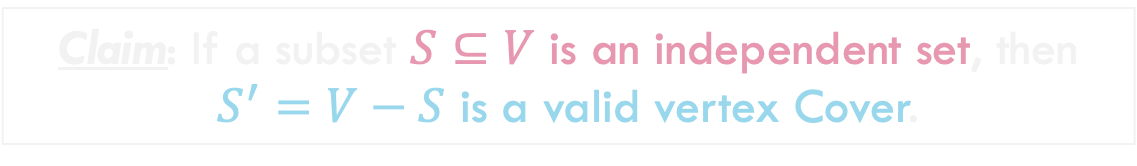 Claim: If a subset 𝑆 ⊆ 𝑉 is an independent set, then
𝑆′ = 𝑉 − 𝑆 is a valid vertex Cover.